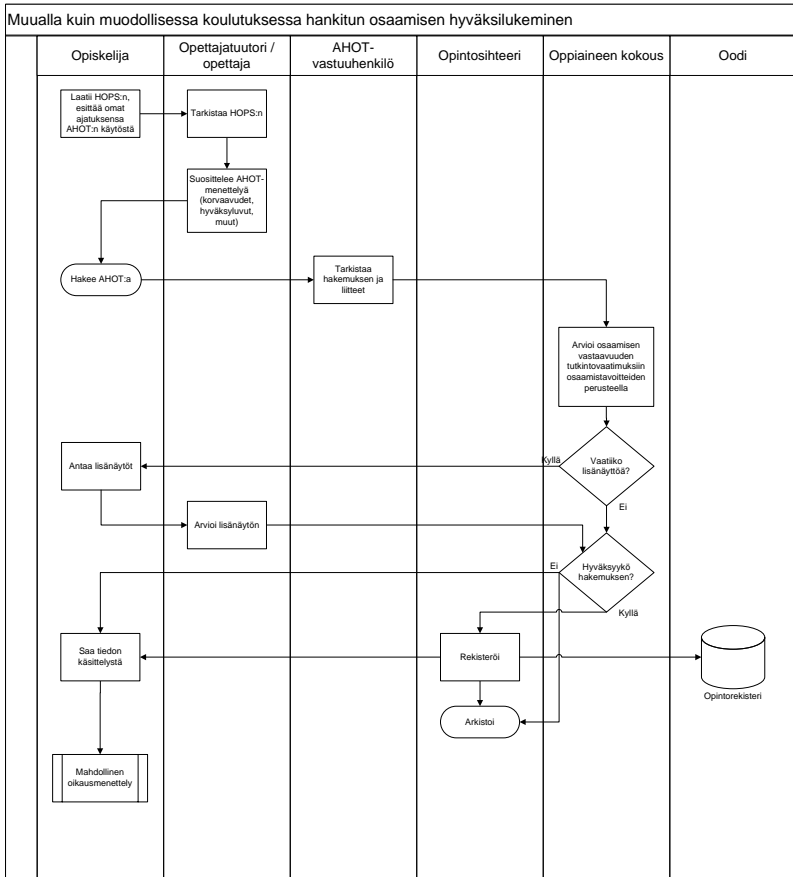 Muualla kuin muodollisessa koulutuksessa hankitun osaamisen hyväksilukeminen
Opiskelija
Opettajatuutori /
opettaja
AHOT-
vastuuhenkilö
Opintosihteeri
Oppiaineen kokous
Oodi
Laatii HOPS:n,
esittää omat
ajatuksensa
AHOT:n käytöstä
Tarkistaa HOPS:n
Suosittelee AHOT-
menettelyä
(korvaavudet,
hyväksyluvut,
muut)
Hakee AHOT:a
Tarkistaa
hakemuksen ja
liitteet
Arvioi osaamisen
vastaavuuden
tutkintovaatimuksiin
osaamistavoitteiden
perusteella
Vaatiiko
lisänäyttöä?
Kyllä
Ei
Antaa lisänäytöt
Arvioi lisänäytön
Hyväksyykö
hakemuksen?
Ei
Kyllä
Saa tiedon
käsittelystä
Rekisteröi
Opintorekisteri
Arkistoi
Mahdollinen
oikausmenettely